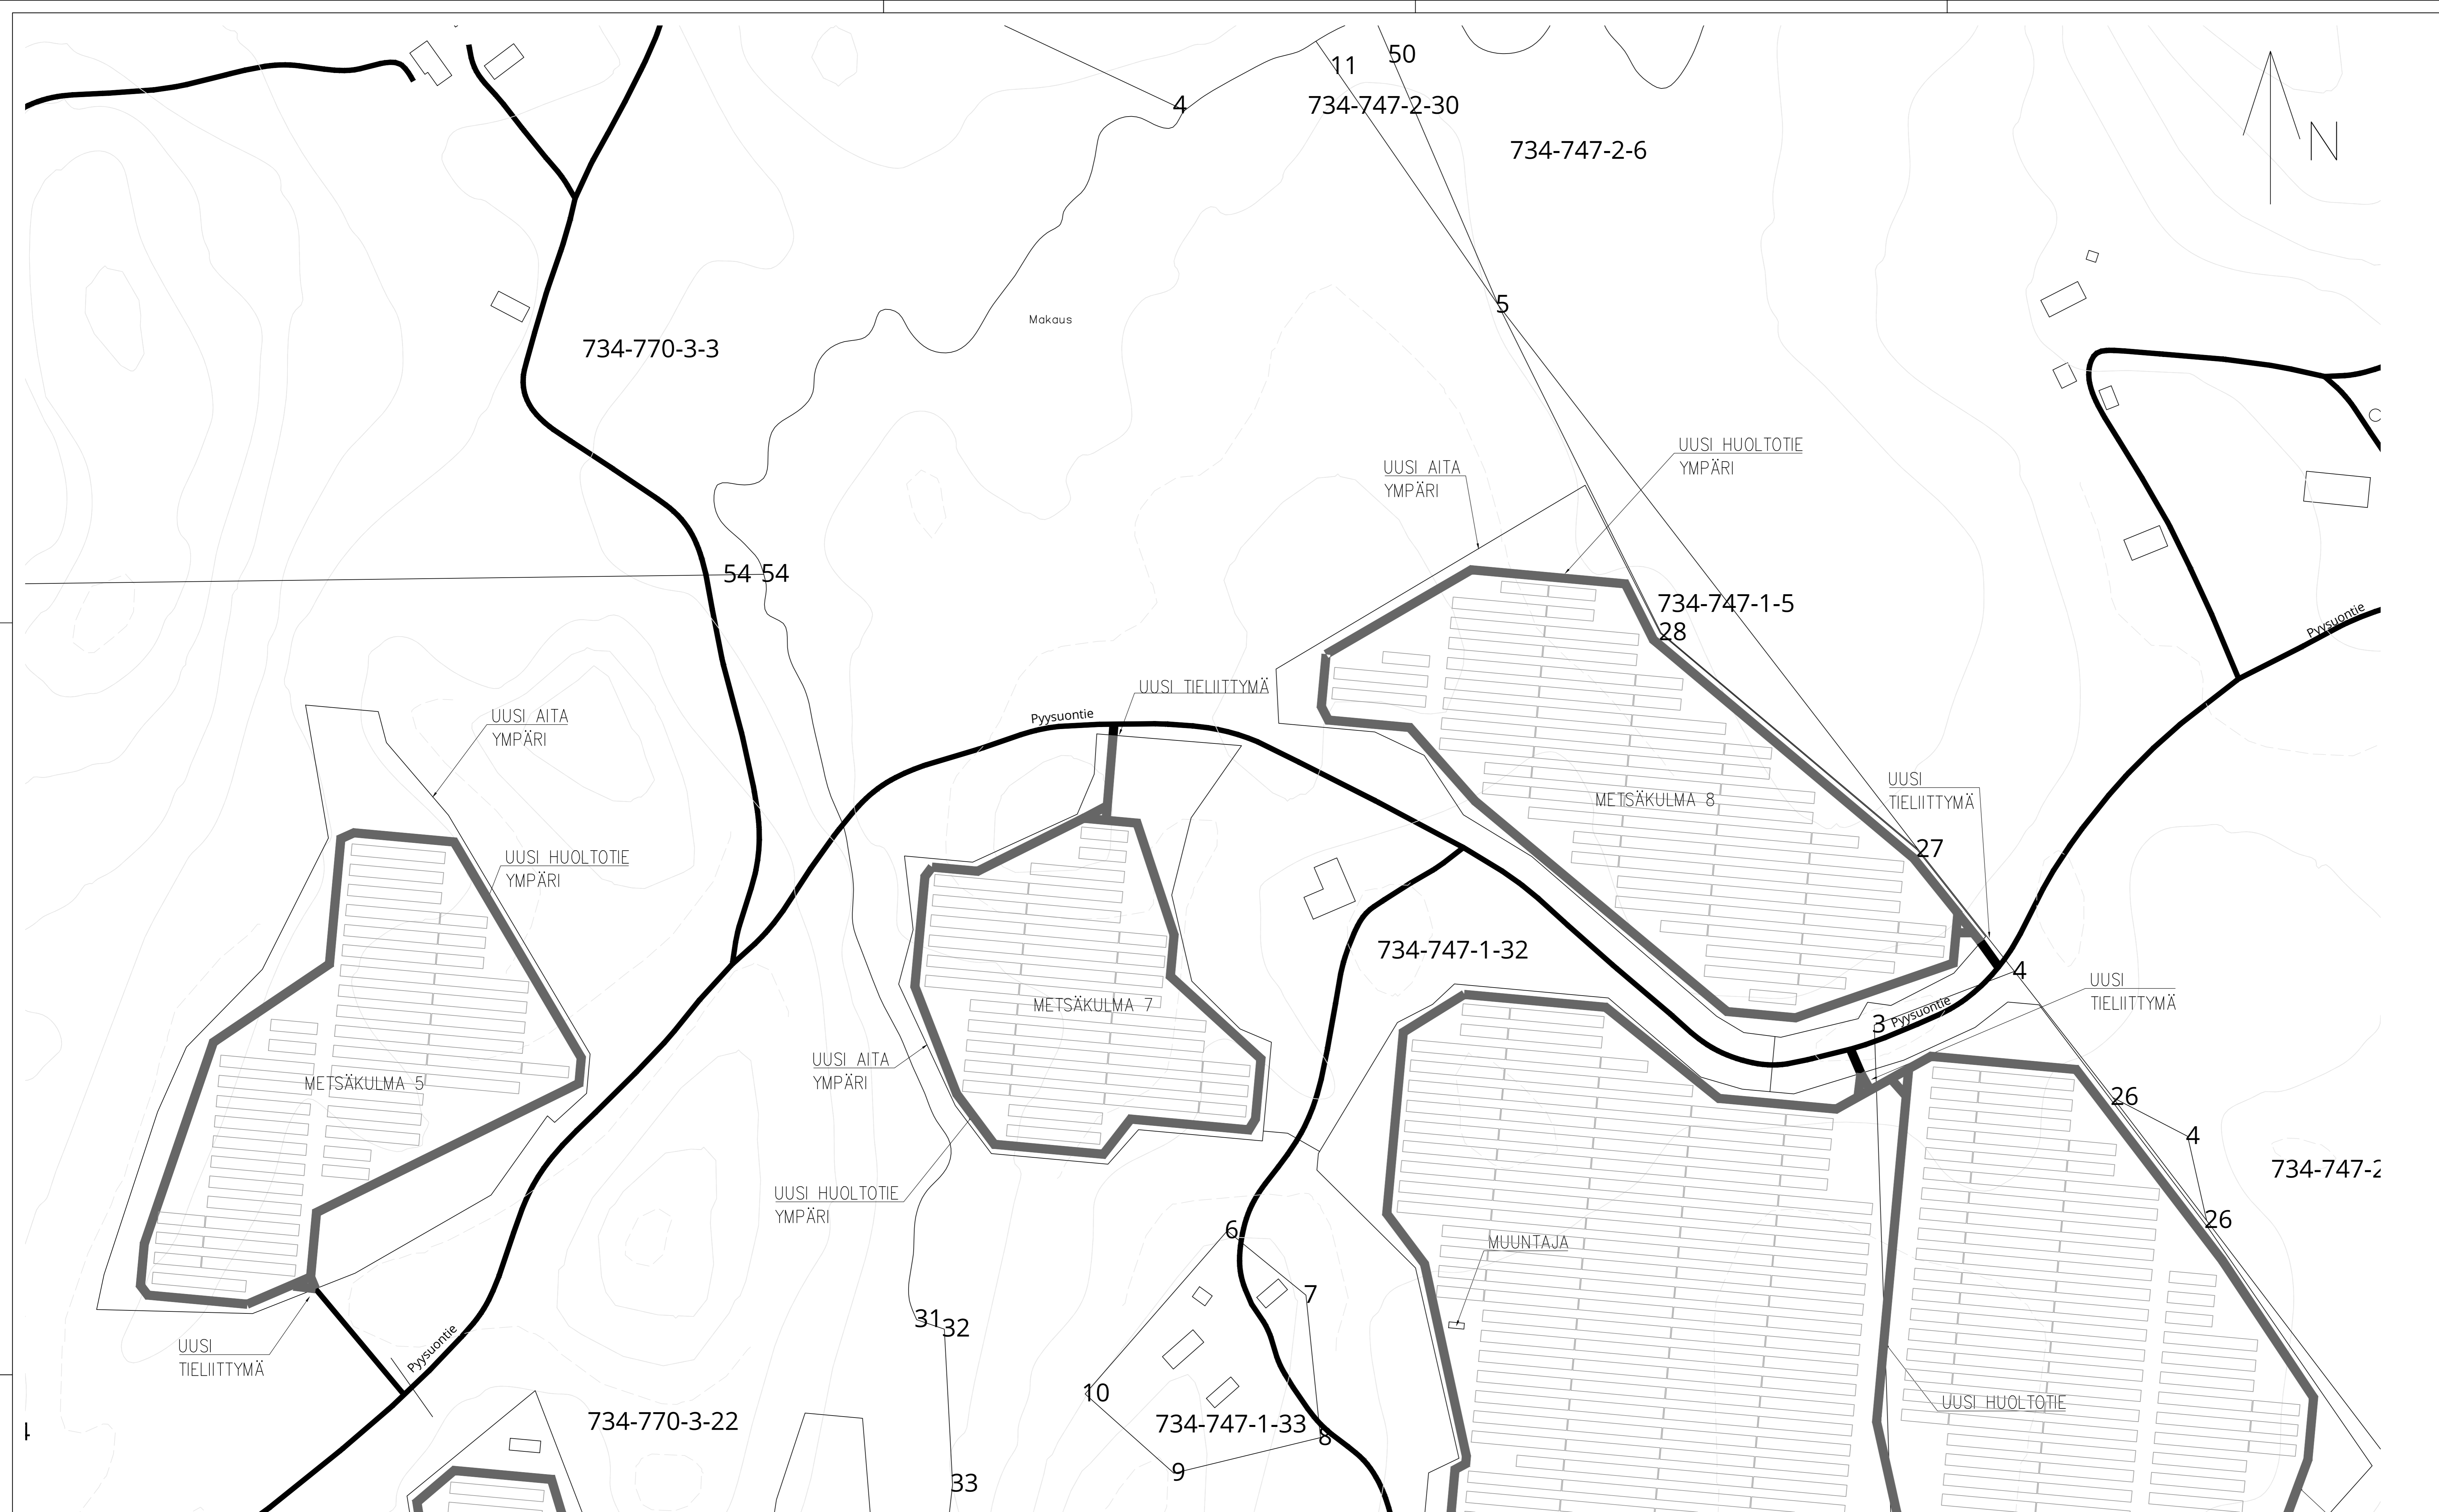 11
50
4
734-747-2-30
734-747-2-6
N
5
Makaus
734-770-3-3
UUSI HUOLTOTIE
YMPÄRI
UUSI AITA
YMPÄRI
54
54
734-747-1-5
28
Pyysuontie
UUSI TIELIITTYMÄ
Pyysuontie
UUSI AITA
YMPÄRI
UUSI
TIELIITTYMÄ
METSÄKULMA 8
27
UUSI HUOLTOTIE
YMPÄRI
734-747-1-32
4
UUSI
TIELIITTYMÄ
METSÄKULMA 7
3
Pyysuontie
UUSI AITA
YMPÄRI
METSÄKULMA 5
26
4
734-747-2
UUSI HUOLTOTIE
YMPÄRI
26
6
MUUNTAJA
7
31
32
UUSI
TIELIITTYMÄ
Pyysuontie
10
UUSI HUOLTOTIE
734-770-3-22
734-747-1-33
8
9
33